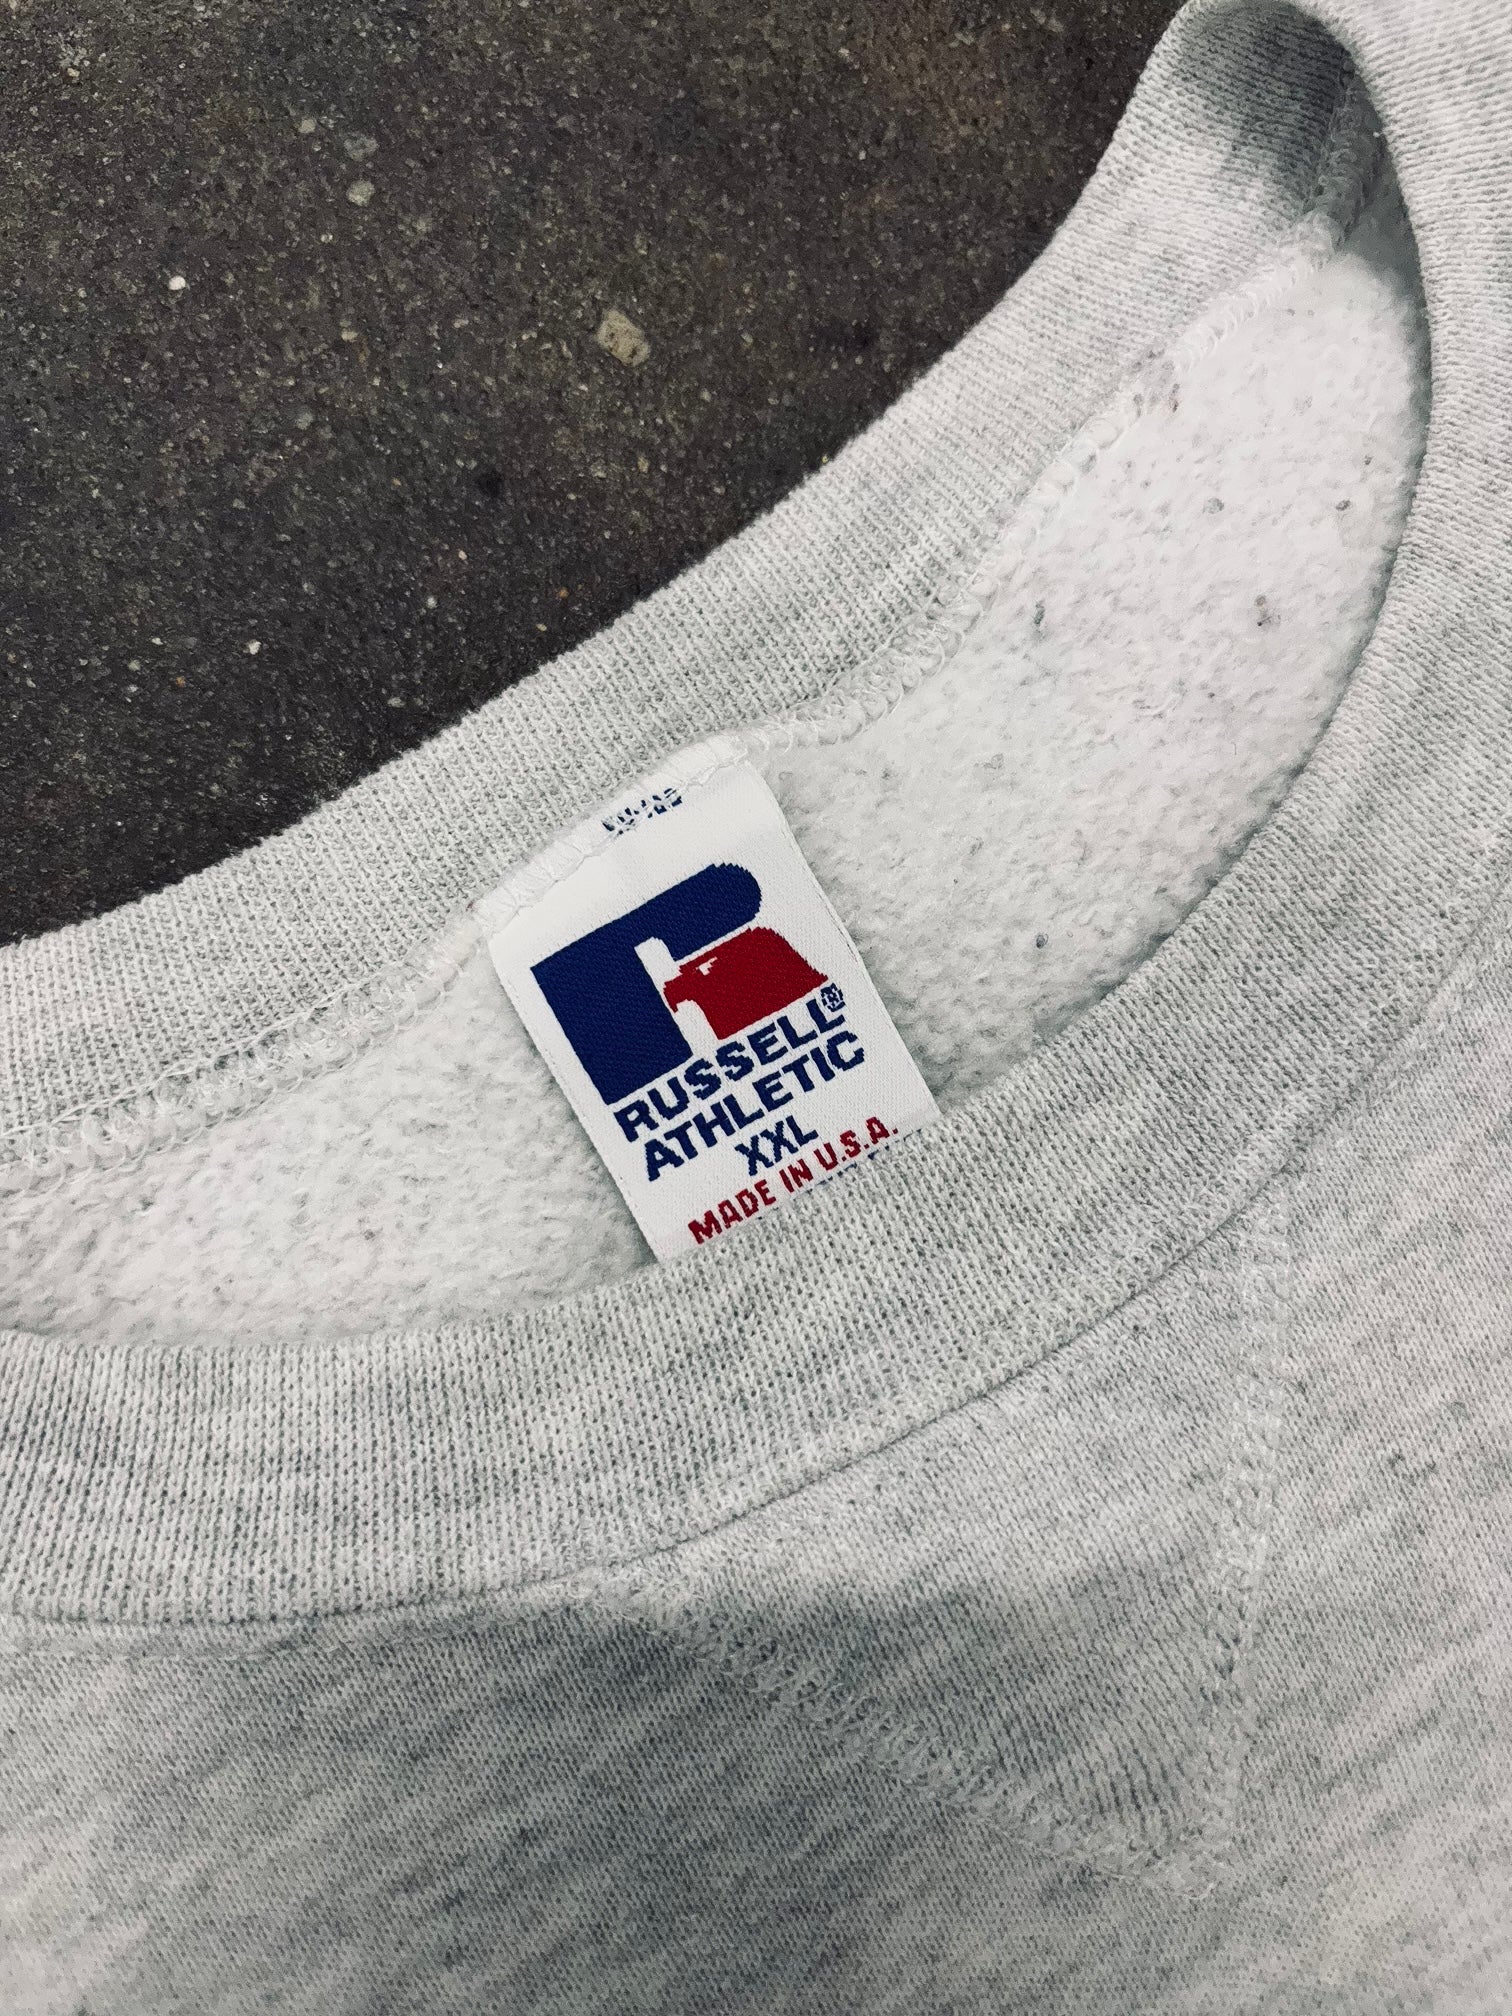 RUSSELL®
ATHLETIC
XXL
MADE IN U.S.A.